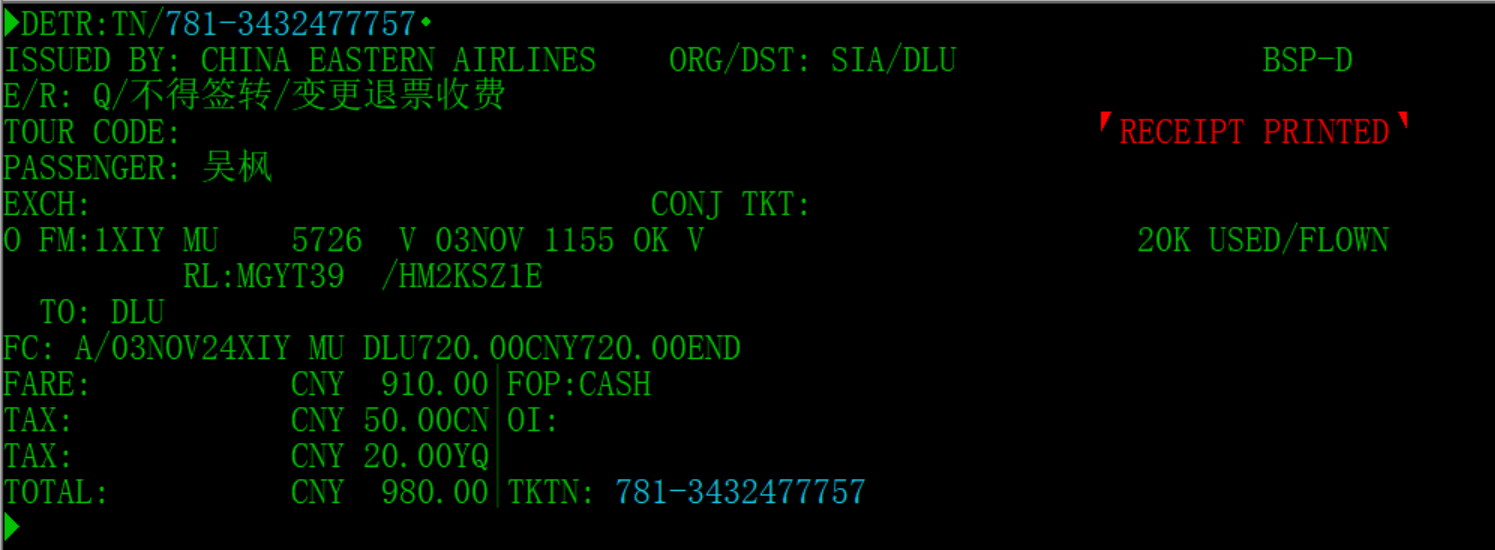 DETR:TN/781-3432477757
ISSUED BY: CHINA EASTERN AIRLINES ORG/DST: SIA/DLU BSP-D
E/R: Q/不得签转/变更退票收费
TOUR CODE: RECEIPT PRINTED
PASSENGER: 吴枫
EXCH: CONJ TKT:
O FM:1XIY MU 5726 V 03NOV 1155 OK V 20K USED/FLOWN
RL:MGYT39 /HM2KSZ1E
TO: DLU
FC: A/03NOV24XIY MU DLU720.00CNY720.00END
FARE: CNY 910.00 FOP:CASH
TAX: CNY 50.00CN OI:
TAX: CNY 20.00YQ
TOTAL: CNY 980.00 TKTN: 781-3432477757